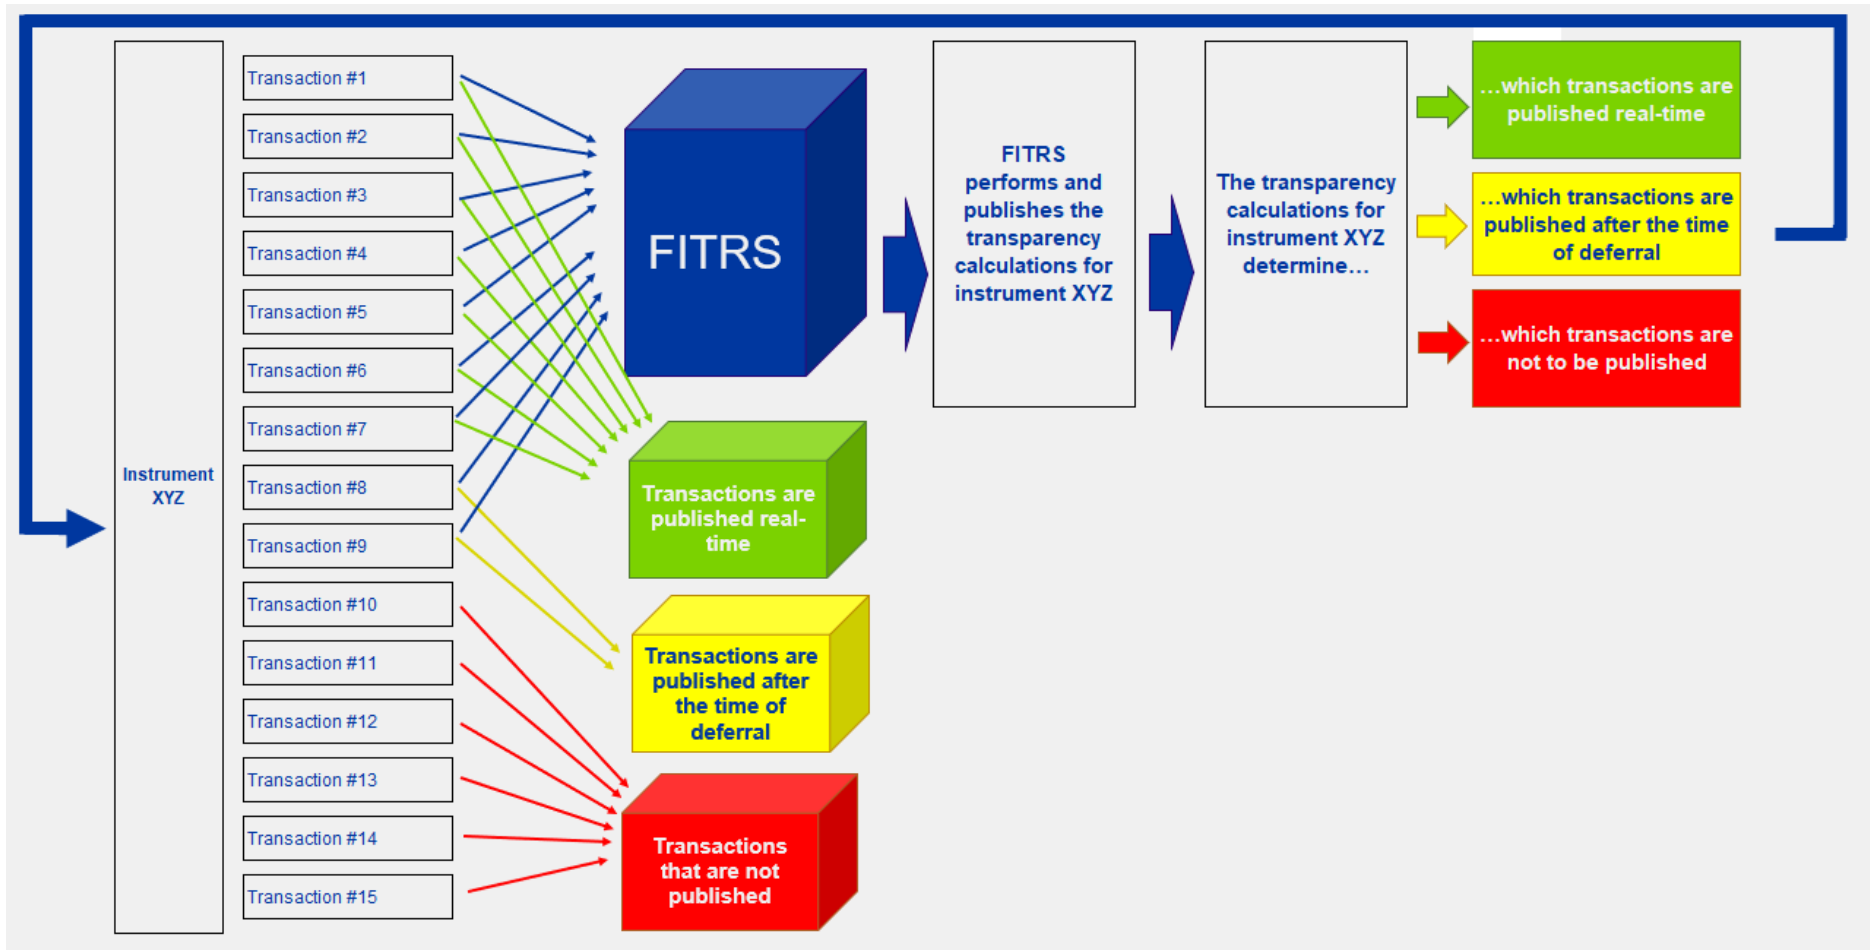 Instrument
XYZ
Transaction #1
Transaction #2
Transaction #3
Transaction #4
Transaction #5
Transaction #6
Transaction #7
Transaction #8
Transaction #9
Transaction #10
Transaction #11
Transaction #12
Transaction #13
Transaction #14
Transaction #15
FITRS
Transactions are
published real-
time
Transactions are
published after
the time of
deferral
Transactions
that are not
published
FITRS
performs and
publishes the
transparency
calculations for
instrument XYZ
The transparency
calculations for
instrument XYZ
determine…
…which transactions are
published real-time
…which transactions are
published after the time
of deferral
…which transactions are
not to be published